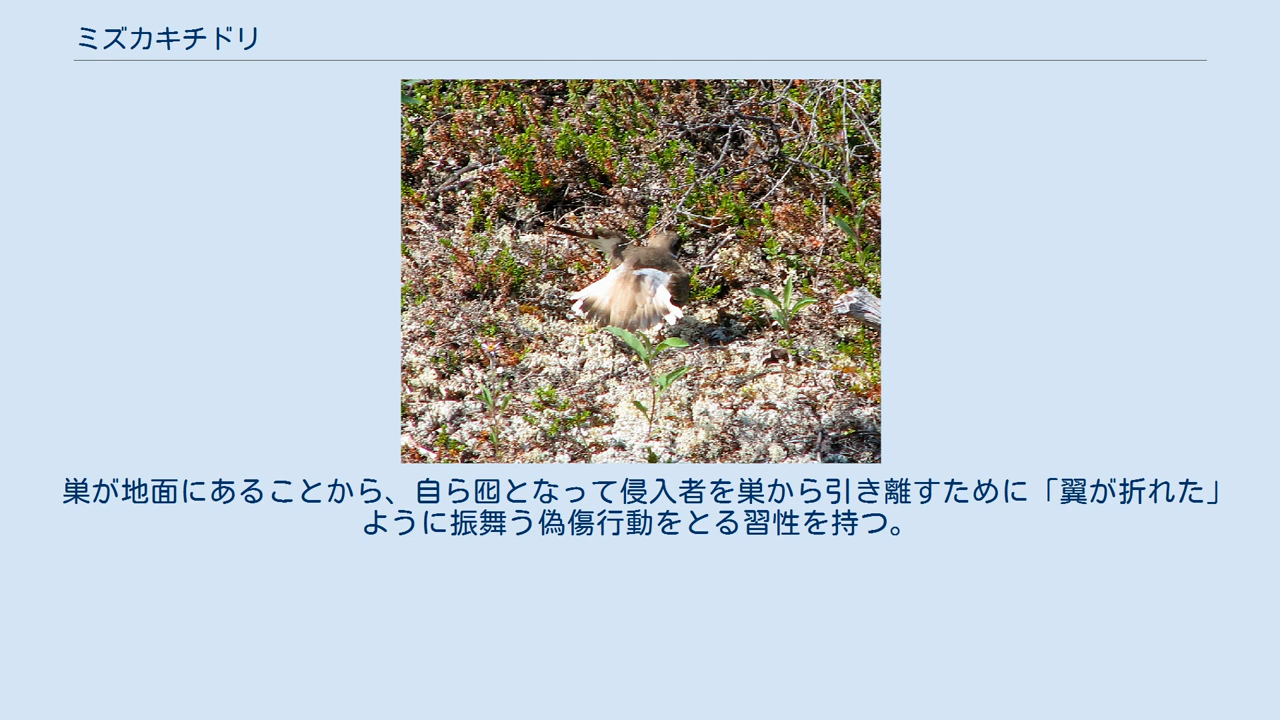 ミズカキチドリ
巣が地面にあることから、自ら囮となって侵入者を巣から引き離すために「翼が折れた」
ように振舞う偽傷行動をとる習性を持つ。